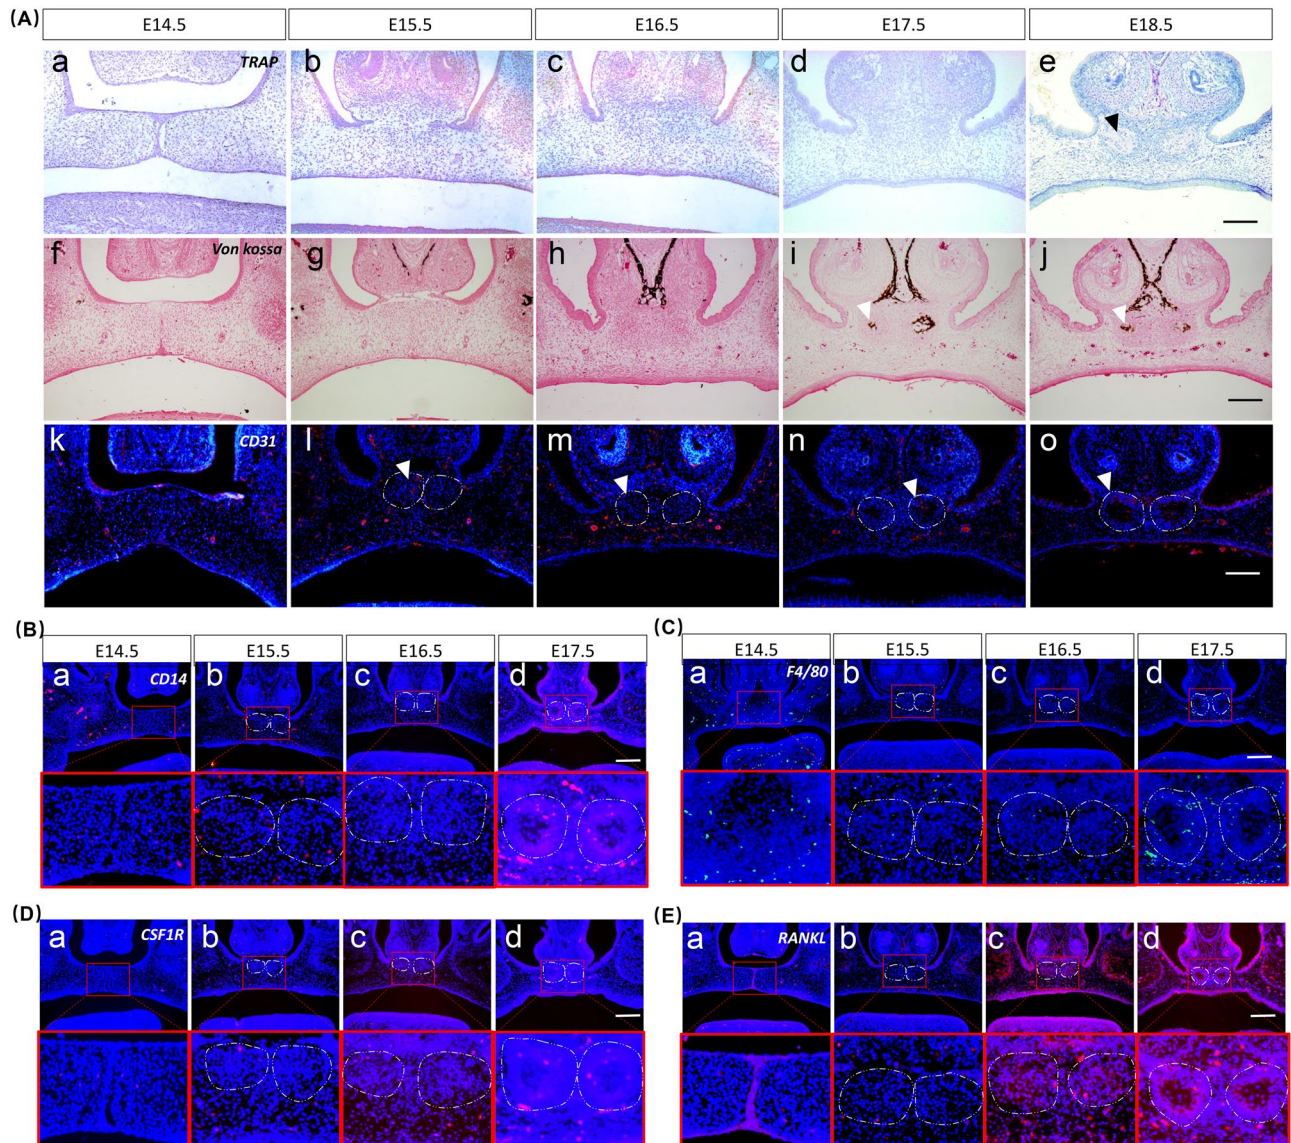 (A) E14.5 E15.5 E16.5 E17.5 E18.5
a TRAP b c d e
f Von kossa g h i j
k CD31 l m n o
(B) (C)
E14.5 E15.5 E16.5 E17.5 E14.5 E15.5 E16.5 E17.5
a CD14 b c d a F4/80 b c d
(D) (E)
a CSF1R b c d a RANKL b c d